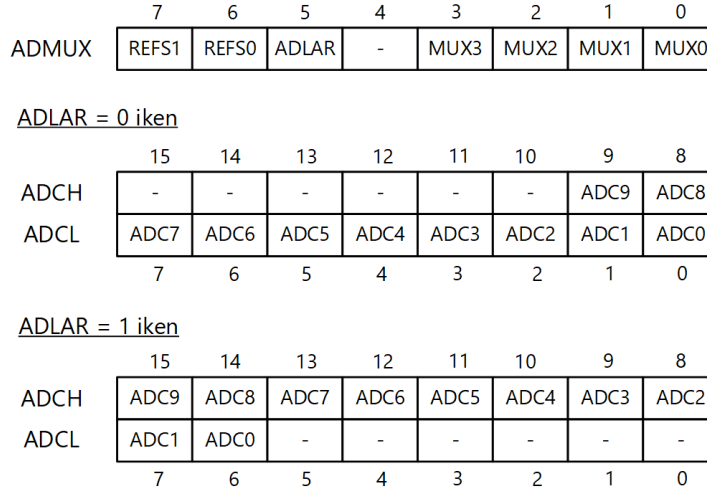 7 6 5 4 3 2 1 0
ADMUX REFS1 REFS0 ADLAR - MUX3 MUX2 MUX1 MUX0
ADLAR = 0 iken
15 14 13 12 11 10 9 8
ADCH - - - - - - ADC9 ADC8
ADCL ADC7 ADC6 ADC5 ADC4 ADC3 ADC2 ADC1 ADC0
7 6 5 4 3 2 1 0
ADLAR = 1 iken
15 14 13 12 11 10 9 8
ADCH ADC9 ADC8 ADC7 ADC6 ADC5 ADC4 ADC3 ADC2
ADCL ADC1 ADC0 - - - - - -
7 6 5 4 3 2 1 0